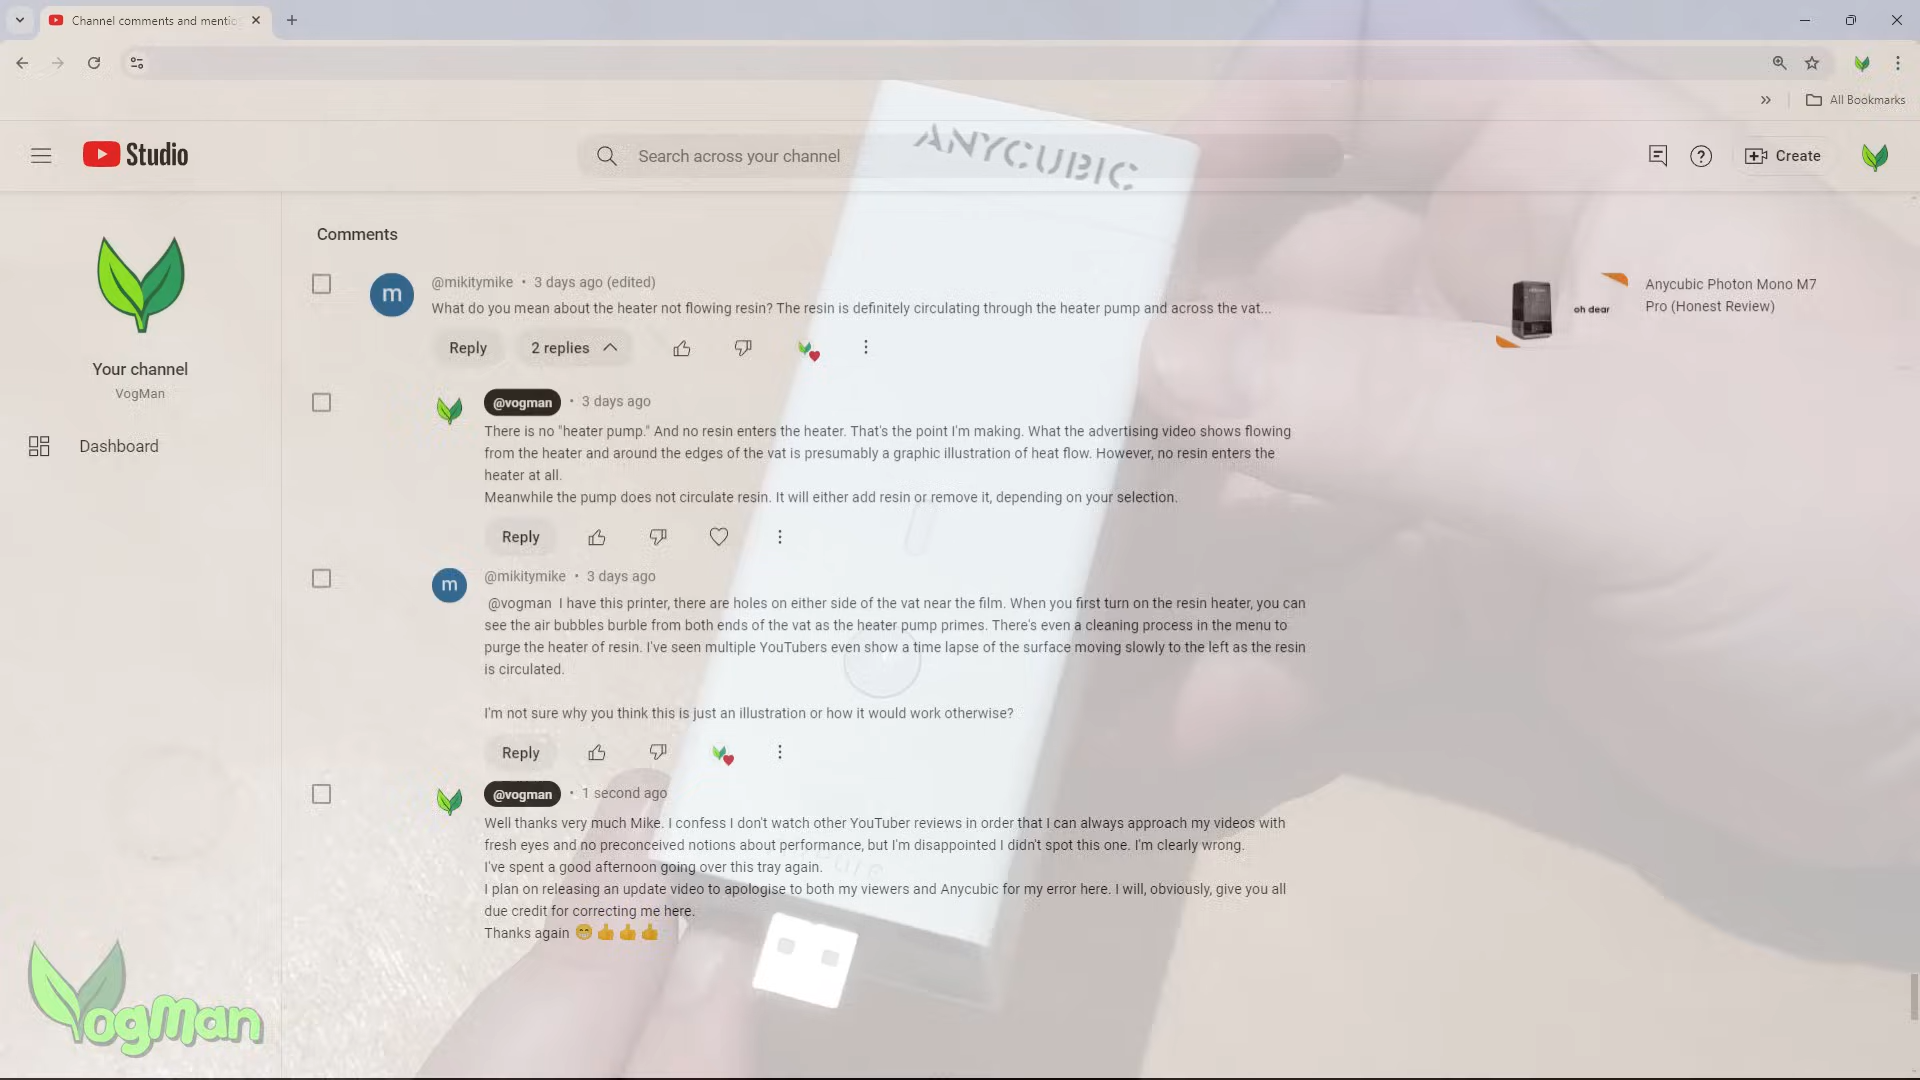 Channel comments and mentio
All Bookmarks
Studio
Search across your channel
Create
ANYCUBIC
Comments
Your channel
VogMan
Dashboard
@mikitymike • 3 days ago (edited)
What do you mean about the heater not flowing resin? The resin is definitely circulating through the heater pump and across the vat...
Reply 2 replies
m
oh dear
Anycubic Photon Mono M7
Pro (Honest Review)
@vogman • 3 days ago
There is no "heater pump." And no resin enters the heater. That's the point I'm making. What the advertising video shows flowing
from the heater and around the edges of the vat is presumably a graphic illustration of heat flow. However, no resin enters the
heater at all.
Meanwhile the pump does not circulate resin. It will either add resin or remove it, depending on your selection.
Reply
m
@mikitymike • 3 days ago
@vogman I have this printer, there are holes on either side of the vat near the film. When you first turn on the resin heater, you can
see the air bubbles burble from both ends of the vat as the heater pump primes. There's even a cleaning process in the menu to
purge the heater of resin. I've seen multiple YouTubers even show a time lapse of the surface moving slowly to the left as the resin
is circulated.
I'm not sure why you think this is just an illustration or how it would work otherwise?
Reply
@vogman • 1 second ago
Well thanks very much Mike. I confess I don't watch other YouTuber reviews in order that I can always approach my videos with
fresh eyes and no preconceived notions about performance, but I'm disappointed I didn't spot this one. I'm clearly wrong.
I've spent a good afternoon going over this tray again.
I plan on releasing an update video to apologise to both my viewers and Anycubic for my error here. I will, obviously, give you all
due credit for correcting me here.
Thanks again 😁👍👍👍
VogMan